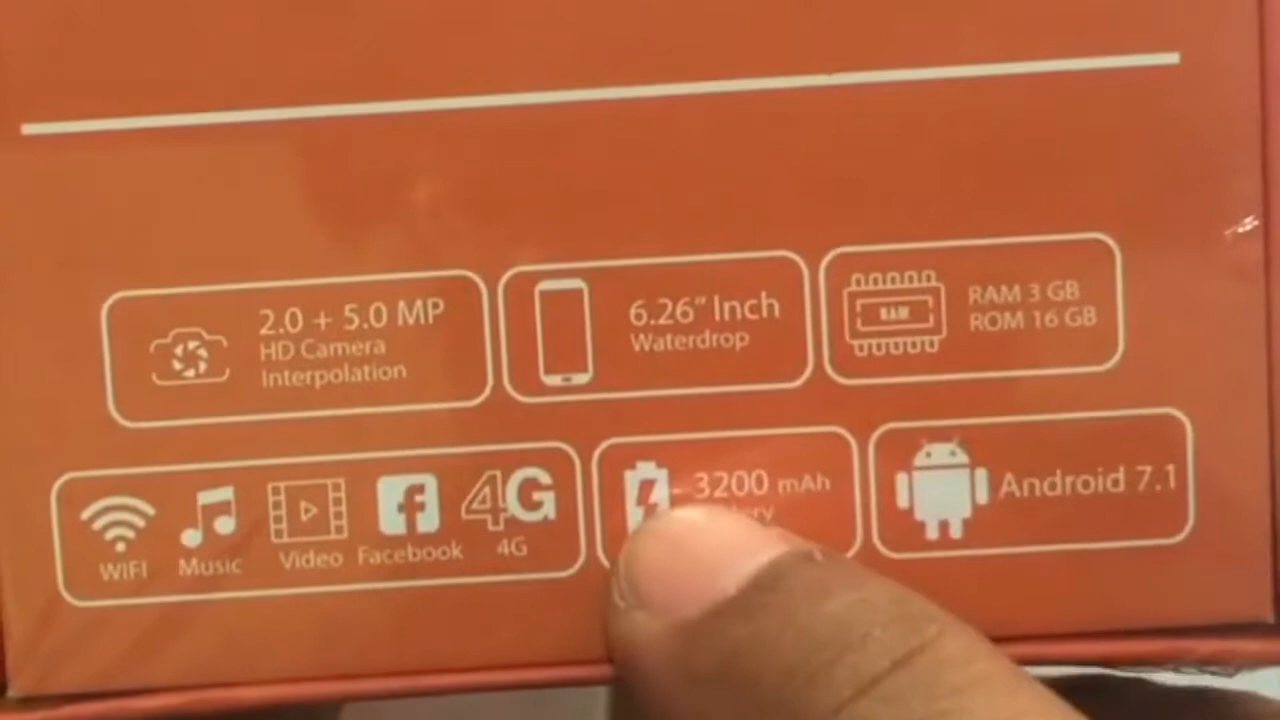 2.0 + 5.0 MP
HD Camera
Interpolation
6.26" Inch
Waterdrop
RAM
RAM 3 GB
ROM 16 GB
WIFI
Music
Video
Facebook
4G
4G
3200 mAh
Android 7.1